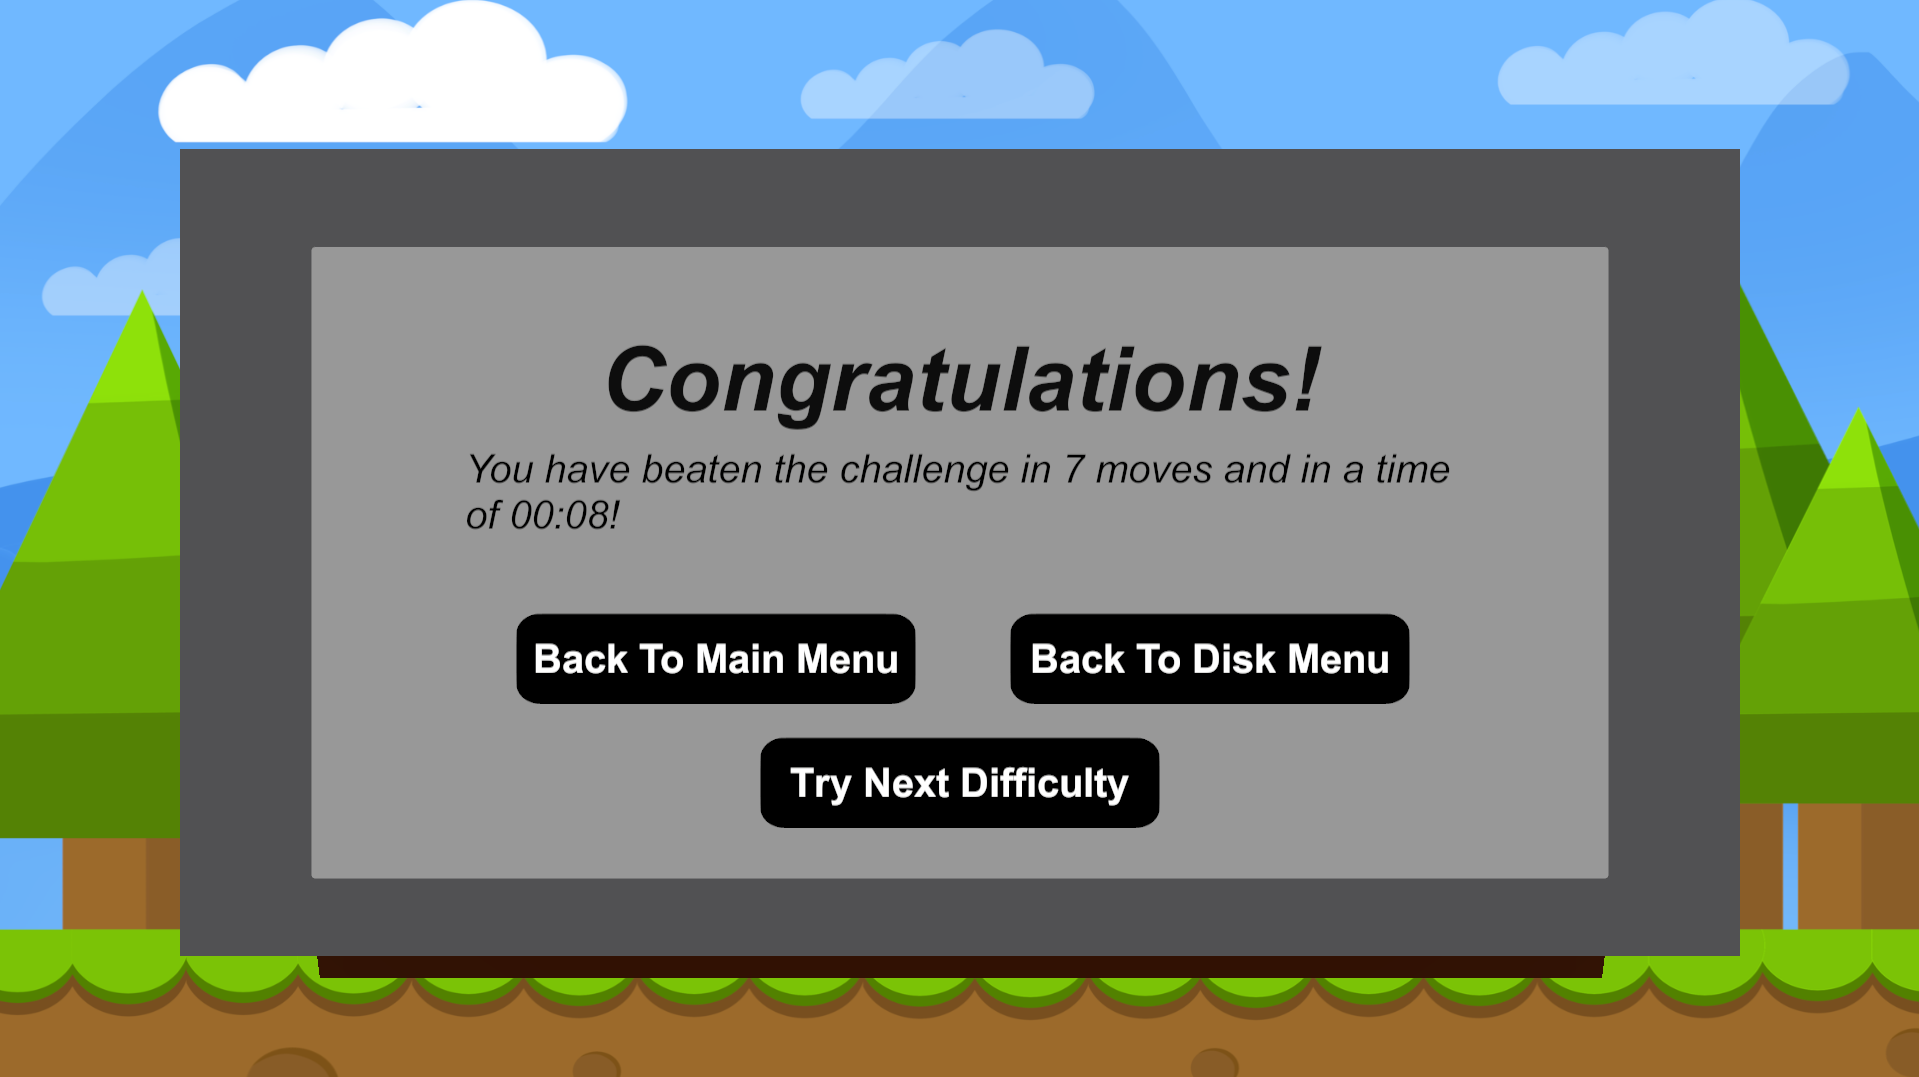 Congratulations!
You have beaten the challenge in 7 moves and in a time
of 00:08!
Back To Main Menu
Back To Disk Menu
Try Next Difficulty